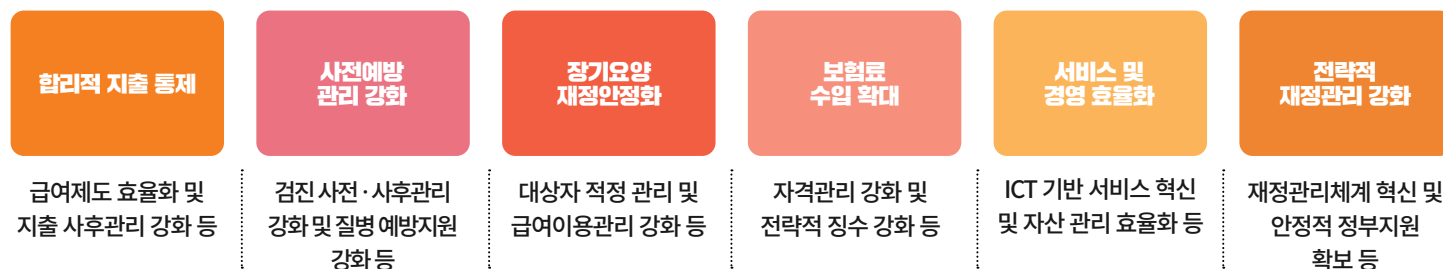 합리적 지출 통제
급여제도 효율화 및
지출 사후관리 강화 등
사전예방
관리 강화
검진 사전·사후관리
강화 및 질병 예방지원
강화 등
장기요양
재정안정화
대상자 적정 관리 및
급여이용관리 강화 등
보험료
수입 확대
자격관리 강화 및
전략적 징수 강화 등
서비스 및
경영 효율화
ICT 기반 서비스 혁신
및 자산 관리 효율화 등
전략적
재정관리 강화
재정관리체계 혁신 및
안정적 정부지원
확보 등